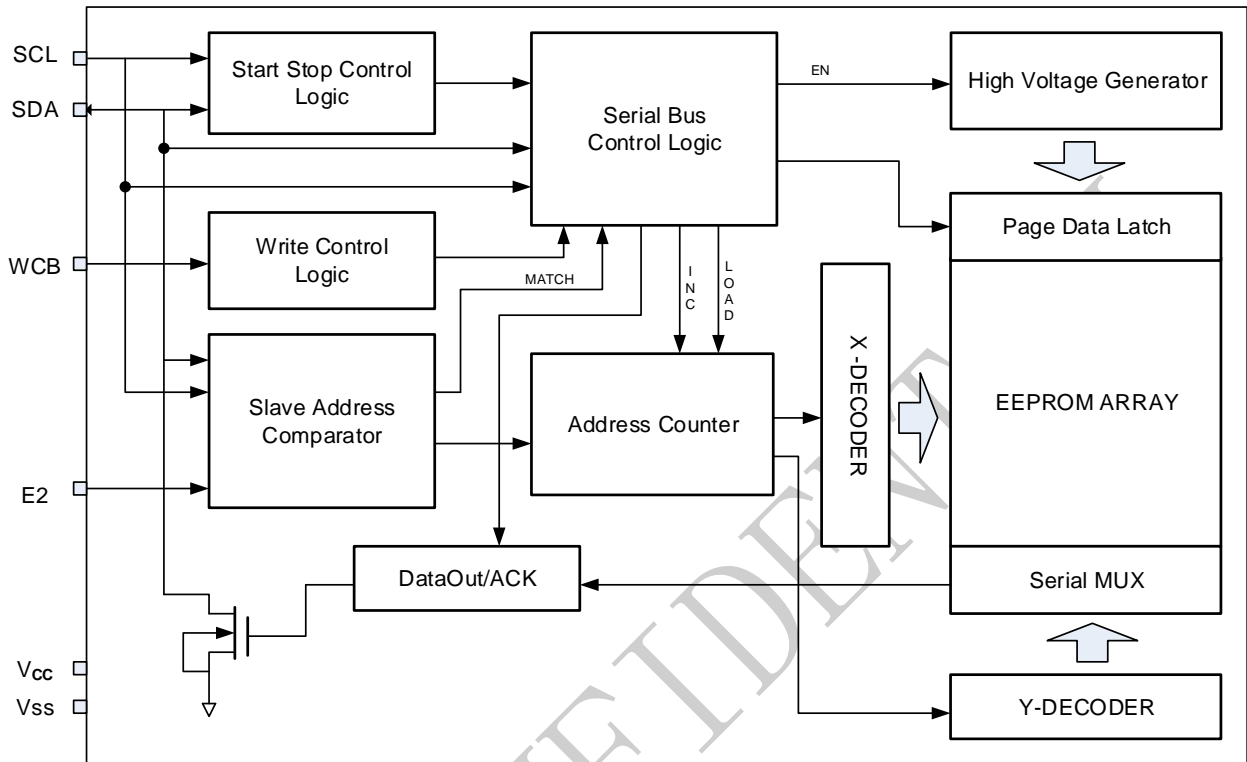 SCL
SDA
WCB
E2
Vcc
Vss
Start Stop Control
Logic
Write Control
Logic
Slave Address
Comparator
MATCH
Serial Bus
Control Logic
EN
INC
LOAD
Address Counter
DataOut/ACK
X-DECODER
High Voltage Generator
Page Data Latch
EEPROM ARRAY
Serial MUX
Y-DECODER